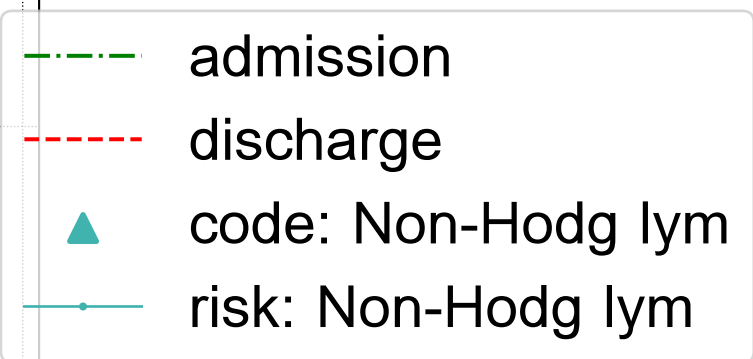 admission
discharge
code: Non-Hodg lym
risk: Non-Hodg lym